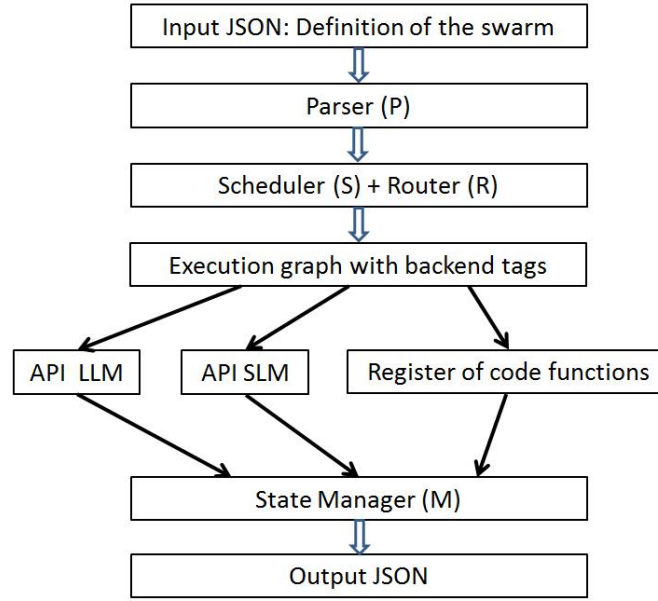 Input JSON: Definition of the swarm
Parser (P)
Scheduler (S) + Router (R)
Execution graph with backend tags
API LLM
API SLM
Register of code functions
State Manager (M)
Output JSON